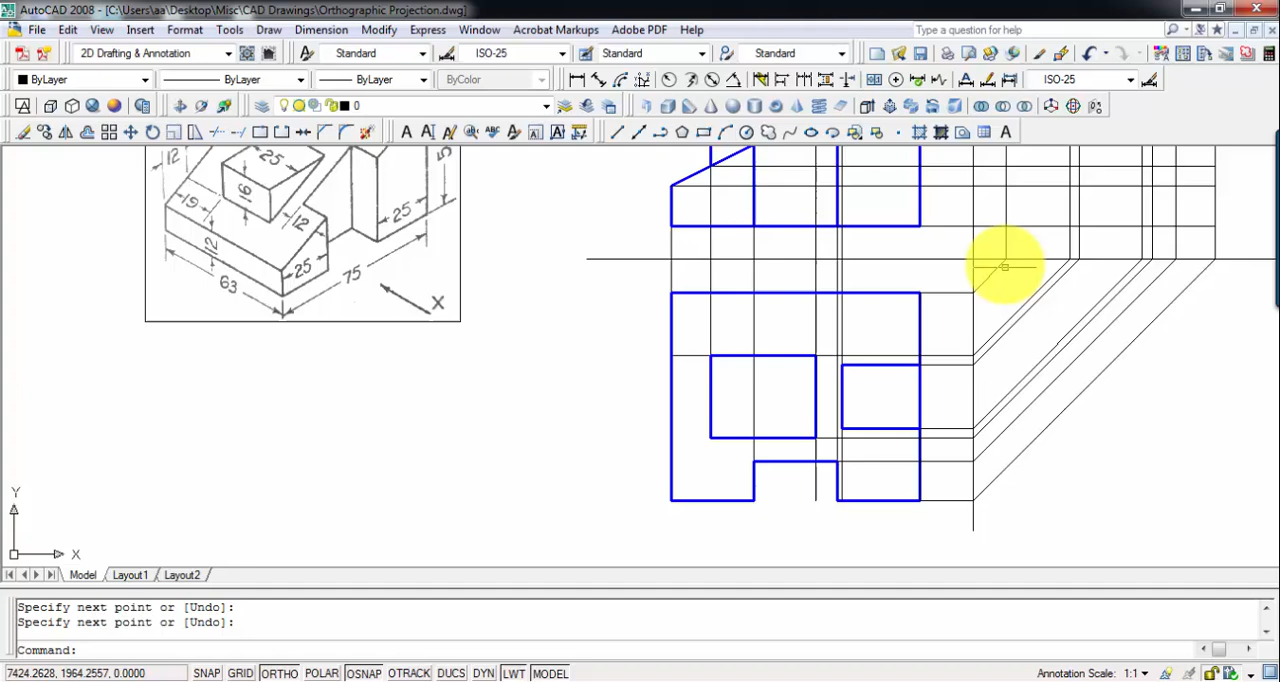 AutoCAD 2008 - [C:\Users\aa\Desktop\Misc\CAD Drawings\Orthographic Projection.dwg]
File Edit View Insert Format Tools Draw Dimension Modify Express Window Acrobat Markups Adobe PDF Help Type a question for help
2D Drafting & Annotation Standard ISO-25 Standard Standard
ByLayer ByLayer ByLayer ByColor ISO-25
0
12 25 5
16
19 12 25
12
25
63 75
X
Y
X
Model Layout1 Layout2
Specify next point or [Undo]:
Specify next point or [Undo]:
Command:
7424.2628, 1964.2557, 0.0000 SNAP GRID ORTHO POLAR OSNAP OTRACK DUCS DYN LWT MODEL Annotation Scale: 1:1